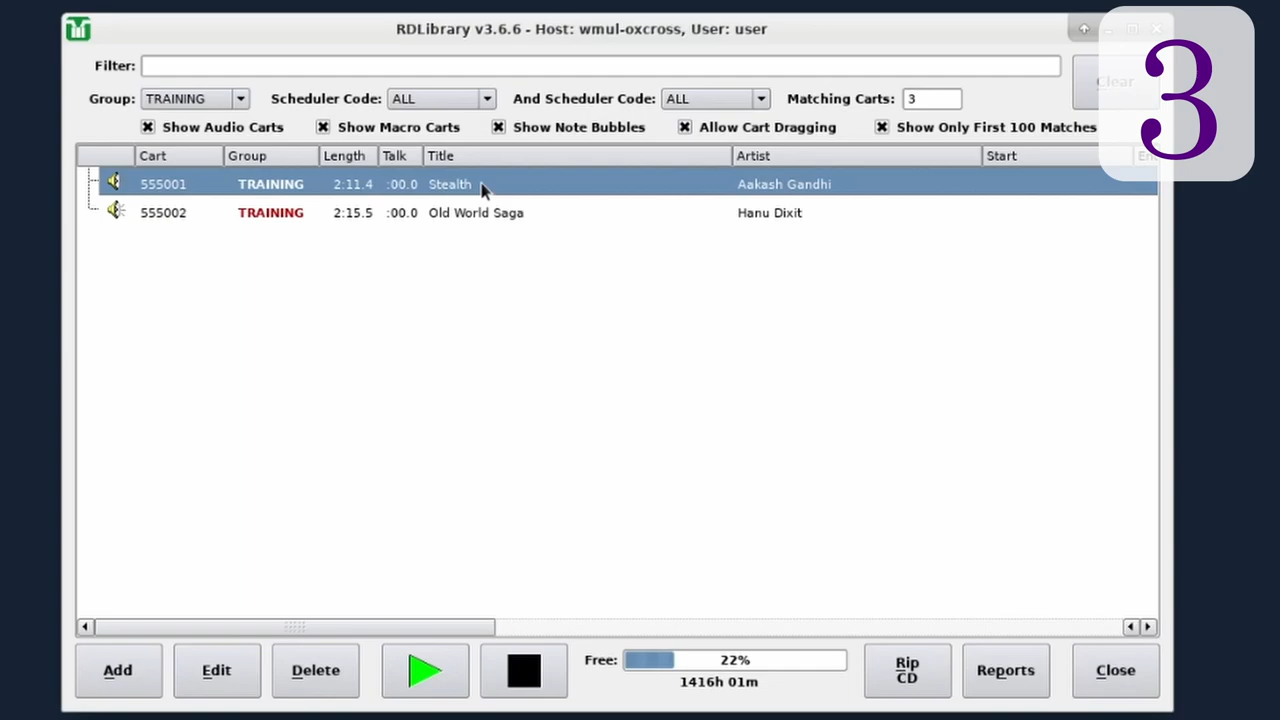 RDLibrary v3.6.6 - Host: wmul-oxcross, User: user
3
Filter:
Clear
Group: TRAINING Scheduler Code: ALL And Scheduler Code: ALL Matching Carts: 3
Show Audio Carts Show Macro Carts Show Note Bubbles Allow Cart Dragging Show Only First 100 Matches
Cart Group Length Talk Title Artist Start
555001 TRAINING 2:11.4 :00.0 Stealth Aakash Gandhi
555002 TRAINING 2:15.5 :00.0 Old World Saga Hanu Dixit
Add Edit Delete Free: 22% Rip CD Reports Close
1416h 01m